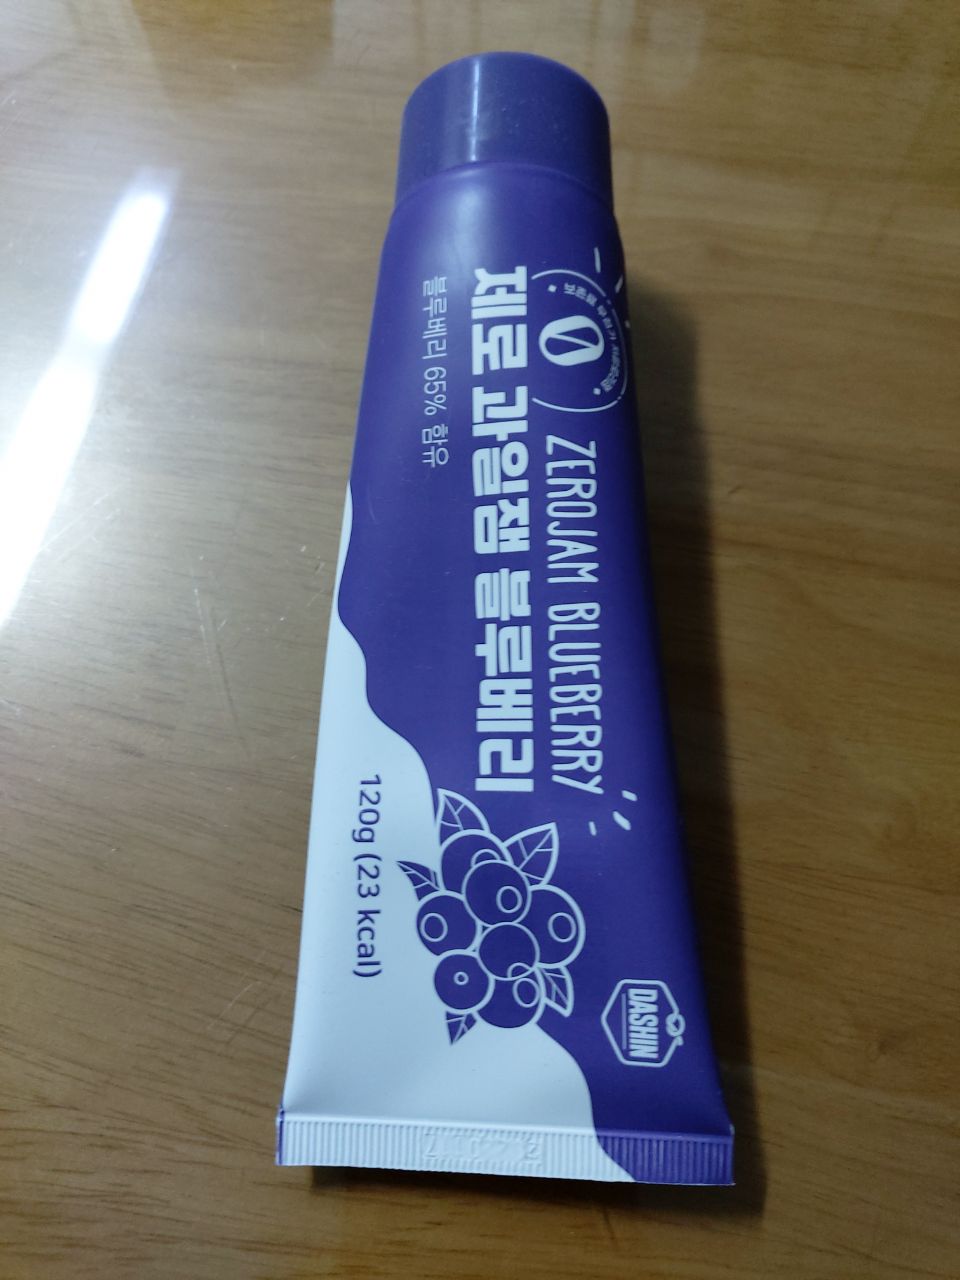 0
ZEROJAM BLUEBERRY
제로 과일잼 블루베리
블루베리 65% 함유
120g (23 kcal)
DASHIN